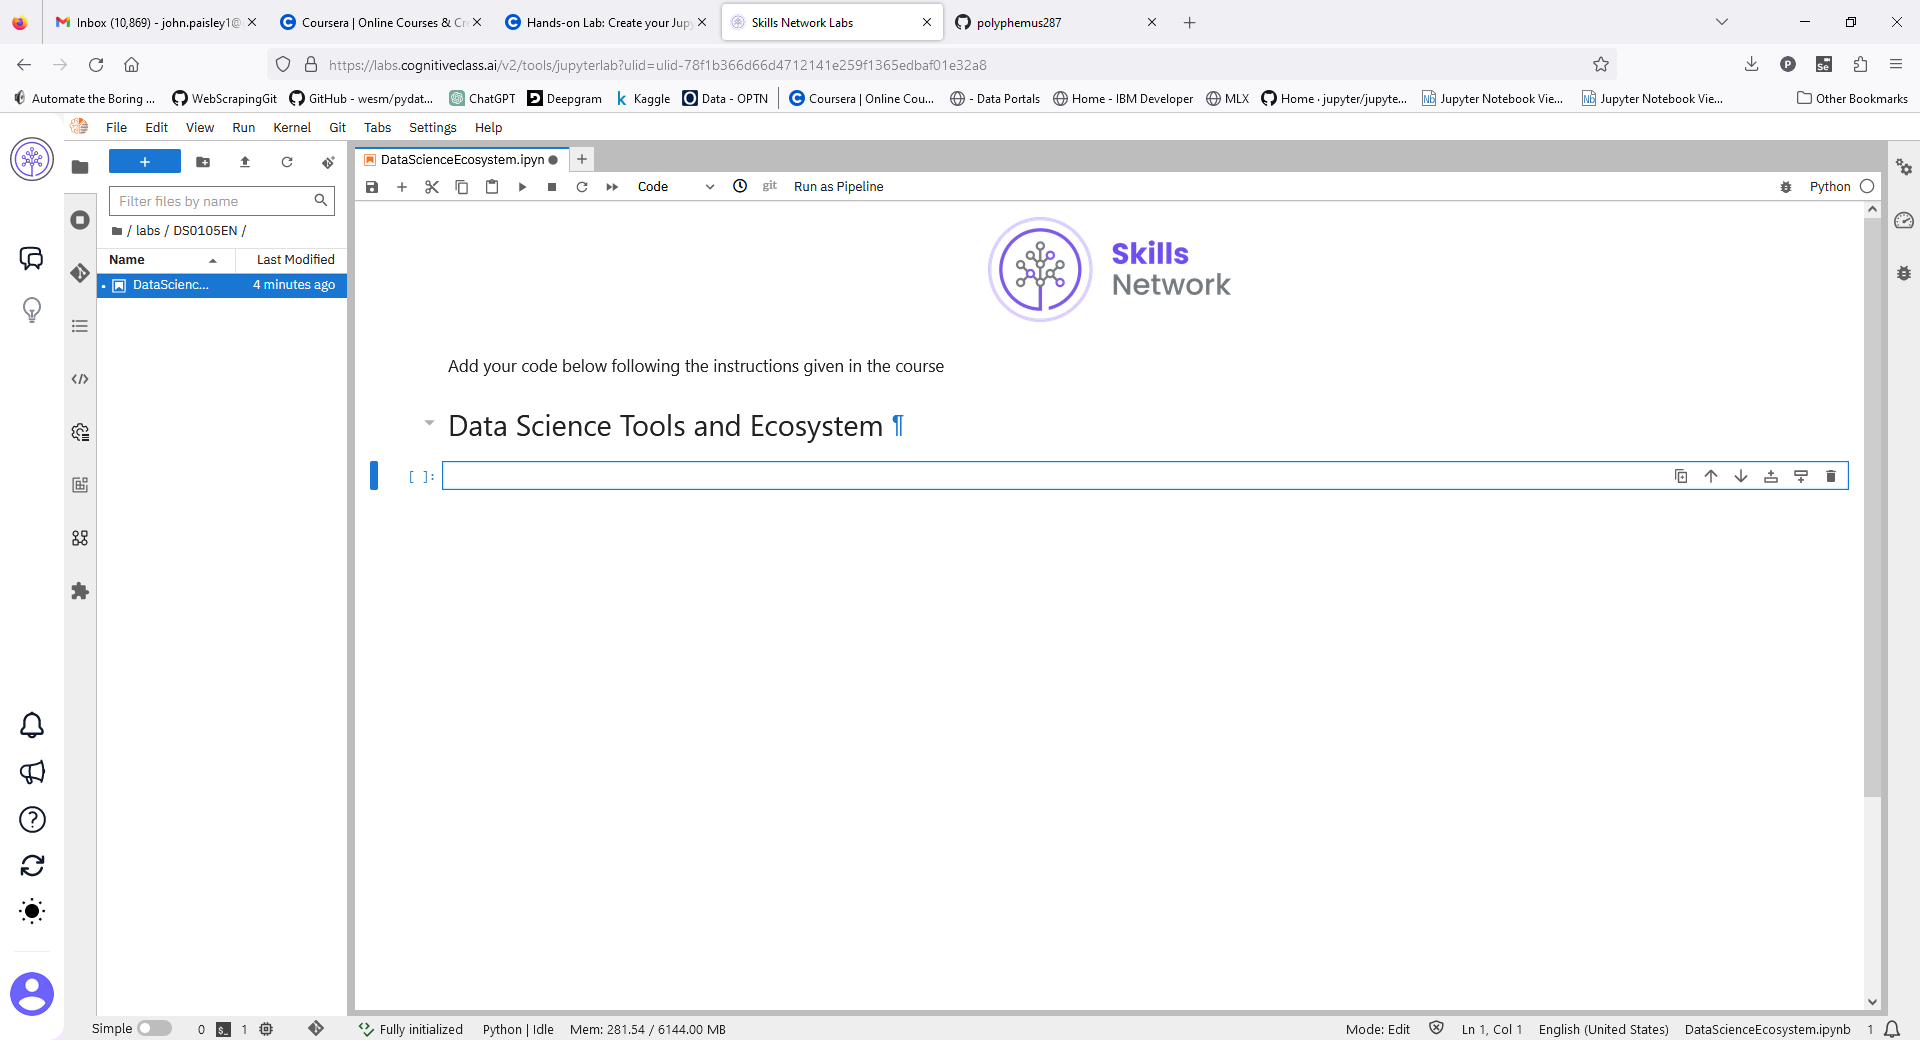 Inbox (10,869) - john.paisley1@
Coursera | Online Courses & Cre
Hands-on Lab: Create your Jupy
Skills Network Labs
polyphemus287
https://labs.cognitiveclass.ai/v2/tools/jupyterlab?ulid=ulid-78f1b366d66d4712141e259f1365edbaf01e32a8
P
Se
Automate the Boring ...
WebScrapingGit
GitHub - wesm/pydat...
ChatGPT
Deepgram
Kaggle
Data - OPTN
Coursera | Online Cou...
- Data Portals
Home - IBM Developer
MLX
Home · jupyter/jupyte...
Jupyter Notebook Vie...
Jupyter Notebook Vie...
Other Bookmarks
File Edit View Run Kernel Git Tabs Settings Help
Filter files by name
/ labs / DS0105EN /
Name Last Modified
DataScienc... 4 minutes ago
DataScienceEcosystem.ipyn
Code git Run as Pipeline Python
Skills
Network
Add your code below following the instructions given in the course
Data Science Tools and Ecosystem ¶
[ ]:
Simple 0 1 Fully initialized Python | Idle Mem: 281.54 / 6144.00 MB Mode: Edit Ln 1, Col 1 English (United States) DataScienceEcosystem.ipynb 1